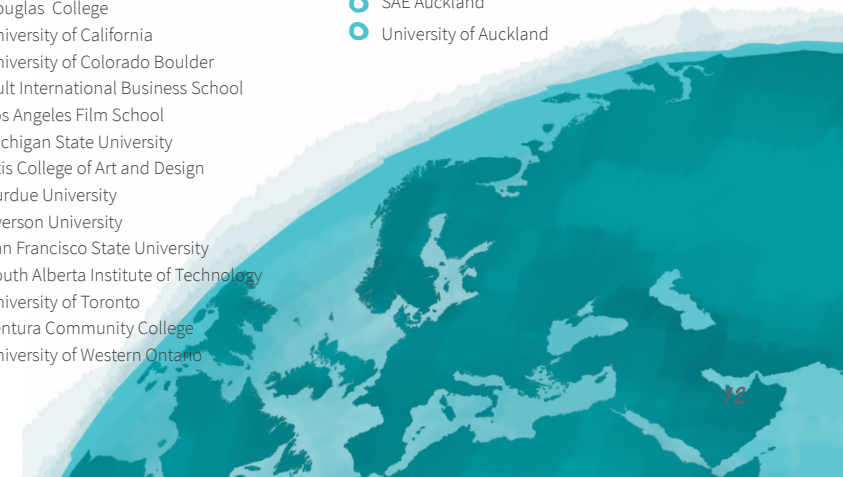 ouglas College
niversity of California
niversity of Colorado Boulder
ult International Business School
os Angeles Film School
chigan State University
tis College of Art and Design
urdue University
yerson University
an Francisco State University
outh Alberta Institute of Technology
niversity of Toronto
entura Community College
niversity of Western Ontario
SAE Auckland
University of Auckland
12